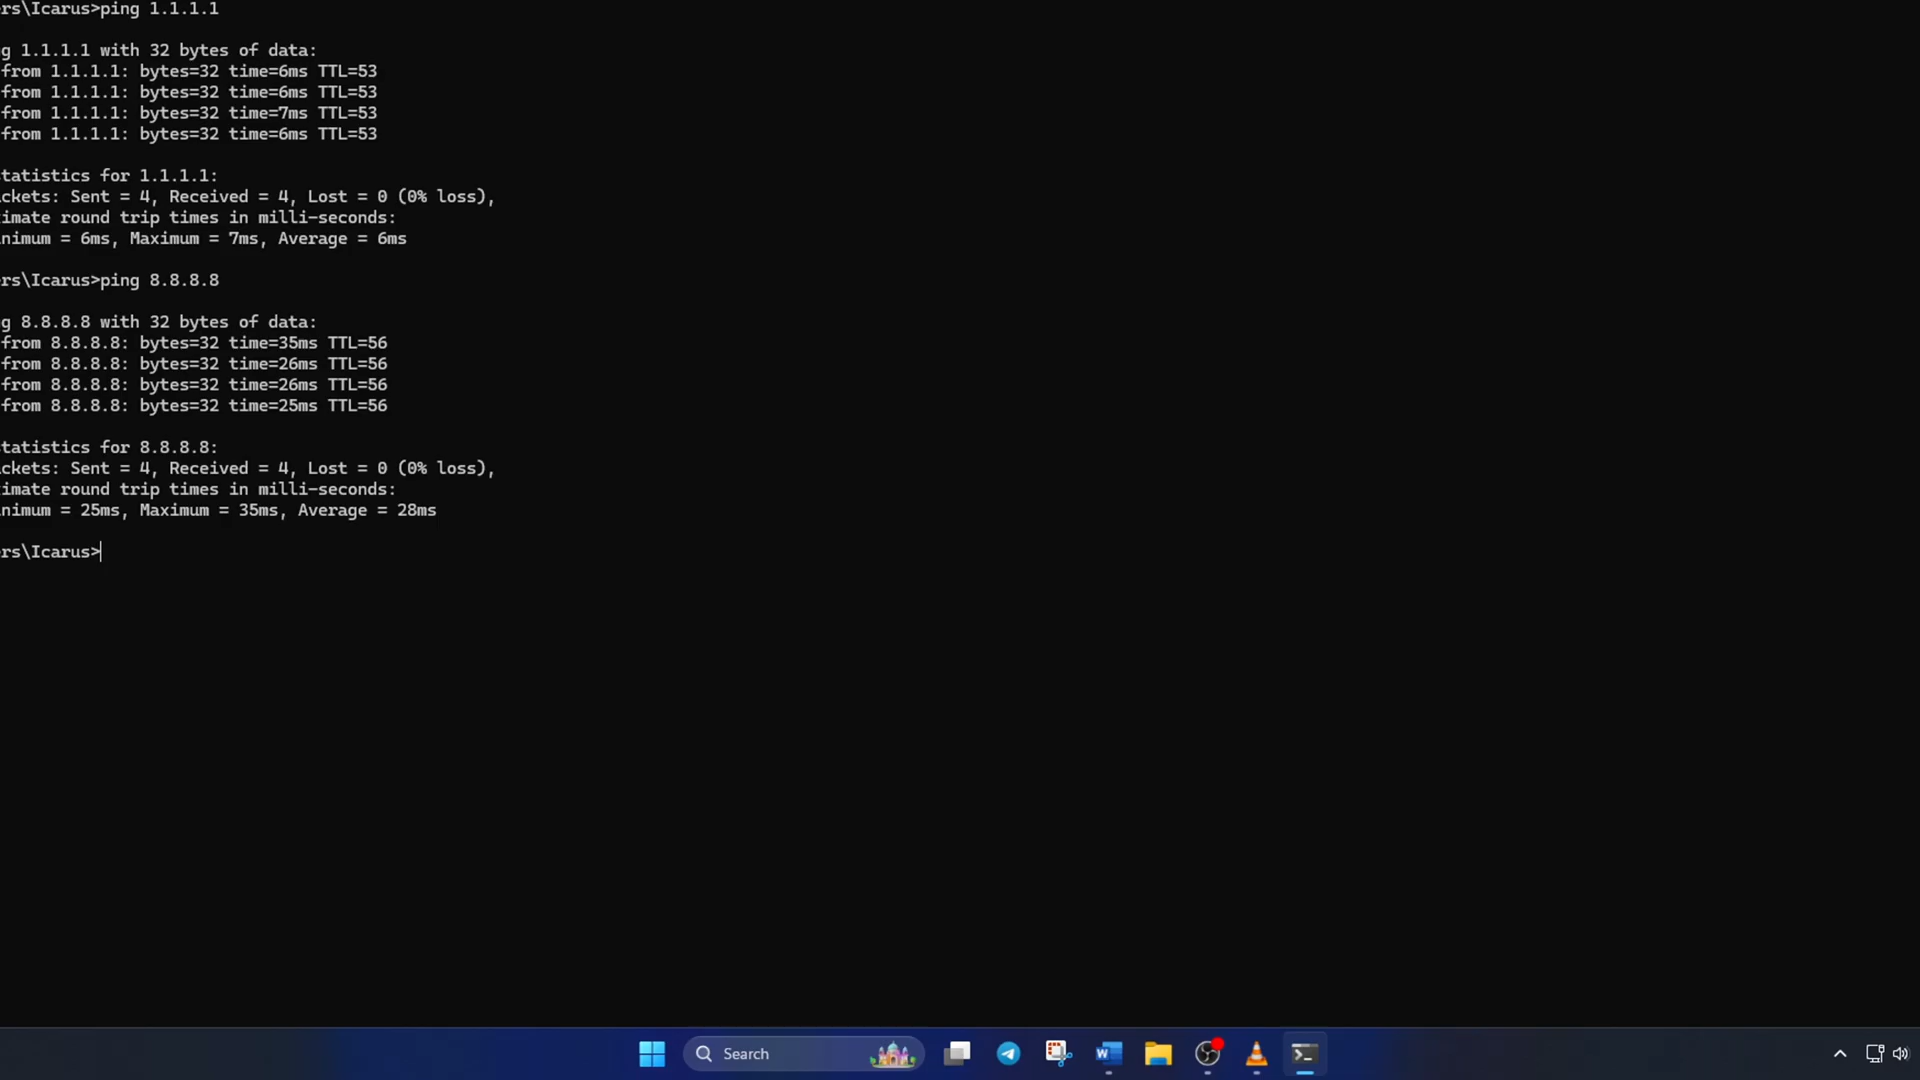 rs\Icarus>ping 1.1.1.1
g 1.1.1.1 with 32 bytes of data:
from 1.1.1.1: bytes=32 time=6ms TTL=53
from 1.1.1.1: bytes=32 time=6ms TTL=53
from 1.1.1.1: bytes=32 time=7ms TTL=53
from 1.1.1.1: bytes=32 time=6ms TTL=53
tatistics for 1.1.1.1:
ckets: Sent = 4, Received = 4, Lost = 0 (0% loss),
imate round trip times in milli-seconds:
nimum = 6ms, Maximum = 7ms, Average = 6ms
rs\Icarus>ping 8.8.8.8
g 8.8.8.8 with 32 bytes of data:
from 8.8.8.8: bytes=32 time=35ms TTL=56
from 8.8.8.8: bytes=32 time=26ms TTL=56
from 8.8.8.8: bytes=32 time=26ms TTL=56
from 8.8.8.8: bytes=32 time=25ms TTL=56
tatistics for 8.8.8.8:
ckets: Sent = 4, Received = 4, Lost = 0 (0% loss),
imate round trip times in milli-seconds:
nimum = 25ms, Maximum = 35ms, Average = 28ms
rs\Icarus>
Search